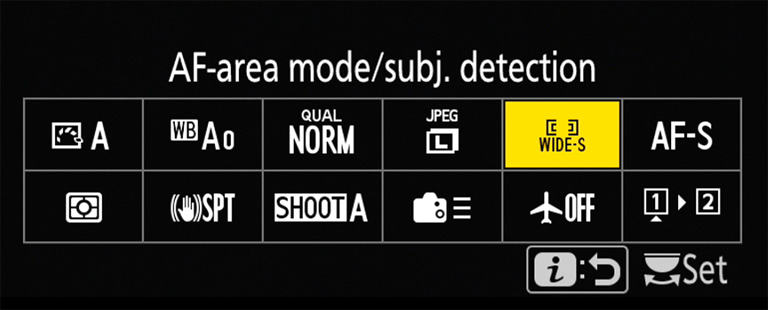 AF-area mode/subj. detection
A
WB A0
QUAL
NORM
JPEG
L
WIDE-S
AF-S
SPT
SHOOT A
OFF
1 2
i : Set